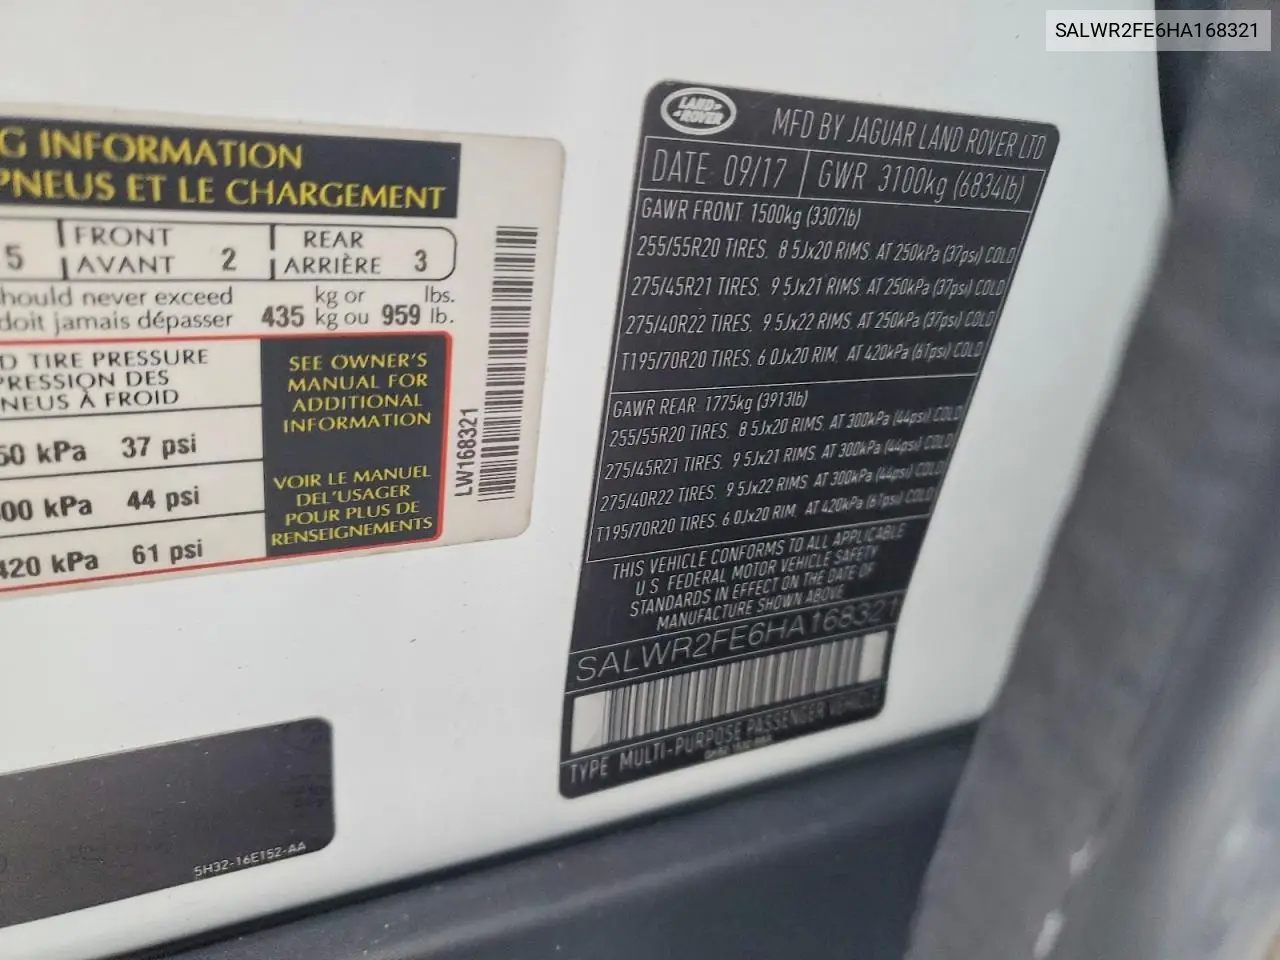 SALWR2FE6HA168321
G INFORMATION
PNEUS ET LE CHARGEMENT
5 FRONT AVANT 2 REAR ARRIÈRE 3
hould never exceed
doit jamais dépasser 435 kg or kg ou 959 lbs. lb.
D TIRE PRESSURE
PRESSION DES
NEUS À FROID
50 kPa 37 psi
00 kPa 44 psi
420 kPa 61 psi
SEE OWNER'S
MANUAL FOR
ADDITIONAL
INFORMATION
VOIR LE MANUEL
DEL'USAGER
POUR PLUS DE
RENSEIGNEMENTS
LW168321
5H32-16E152-AA
LAND
ROVER
MFD BY JAGUAR LAND ROVER LTD
DATE 09/17 GWR 3100kg (6834lb)
GAWR FRONT 1500kg (3307lb)
255/55R20 TIRES. 8 5Jx20 RIMS. AT 250kPa (37psi) COLD
275/45R21 TIRES. 9 5Jx21 RIMS. AT 250kPa (37psi) COLD
275/40R22 TIRES. 9.5Jx22 RIMS. AT 250kPa (37psi) COLD
T195/70R20 TIRES. 6.0Jx20 RIM. AT 420kPa (61psi) COLD
GAWR REAR 1775kg (3913lb)
255/55R20 TIRES. 8 5Jx20 RIMS. AT 300kPa (44psi) COLD
275/45R21 TIRES. 9 5Jx21 RIMS. AT 300kPa (44psi) COLD
275/40R22 TIRES. 9 5Jx22 RIMS. AT 300kPa (44psi) COLD
T195/70R20 TIRES. 6.0Jx20 RIM. AT 420kPa (61psi) COLD
THIS VEHICLE CONFORMS TO ALL APPLICABLE
U S FEDERAL MOTOR VEHICLE SAFETY
STANDARDS IN EFFECT ON THE DATE OF
MANUFACTURE SHOWN ABOVE
SALWR2FE6HA168321
TYPE MULTI-PURPOSE PASSENGER VEHICLE